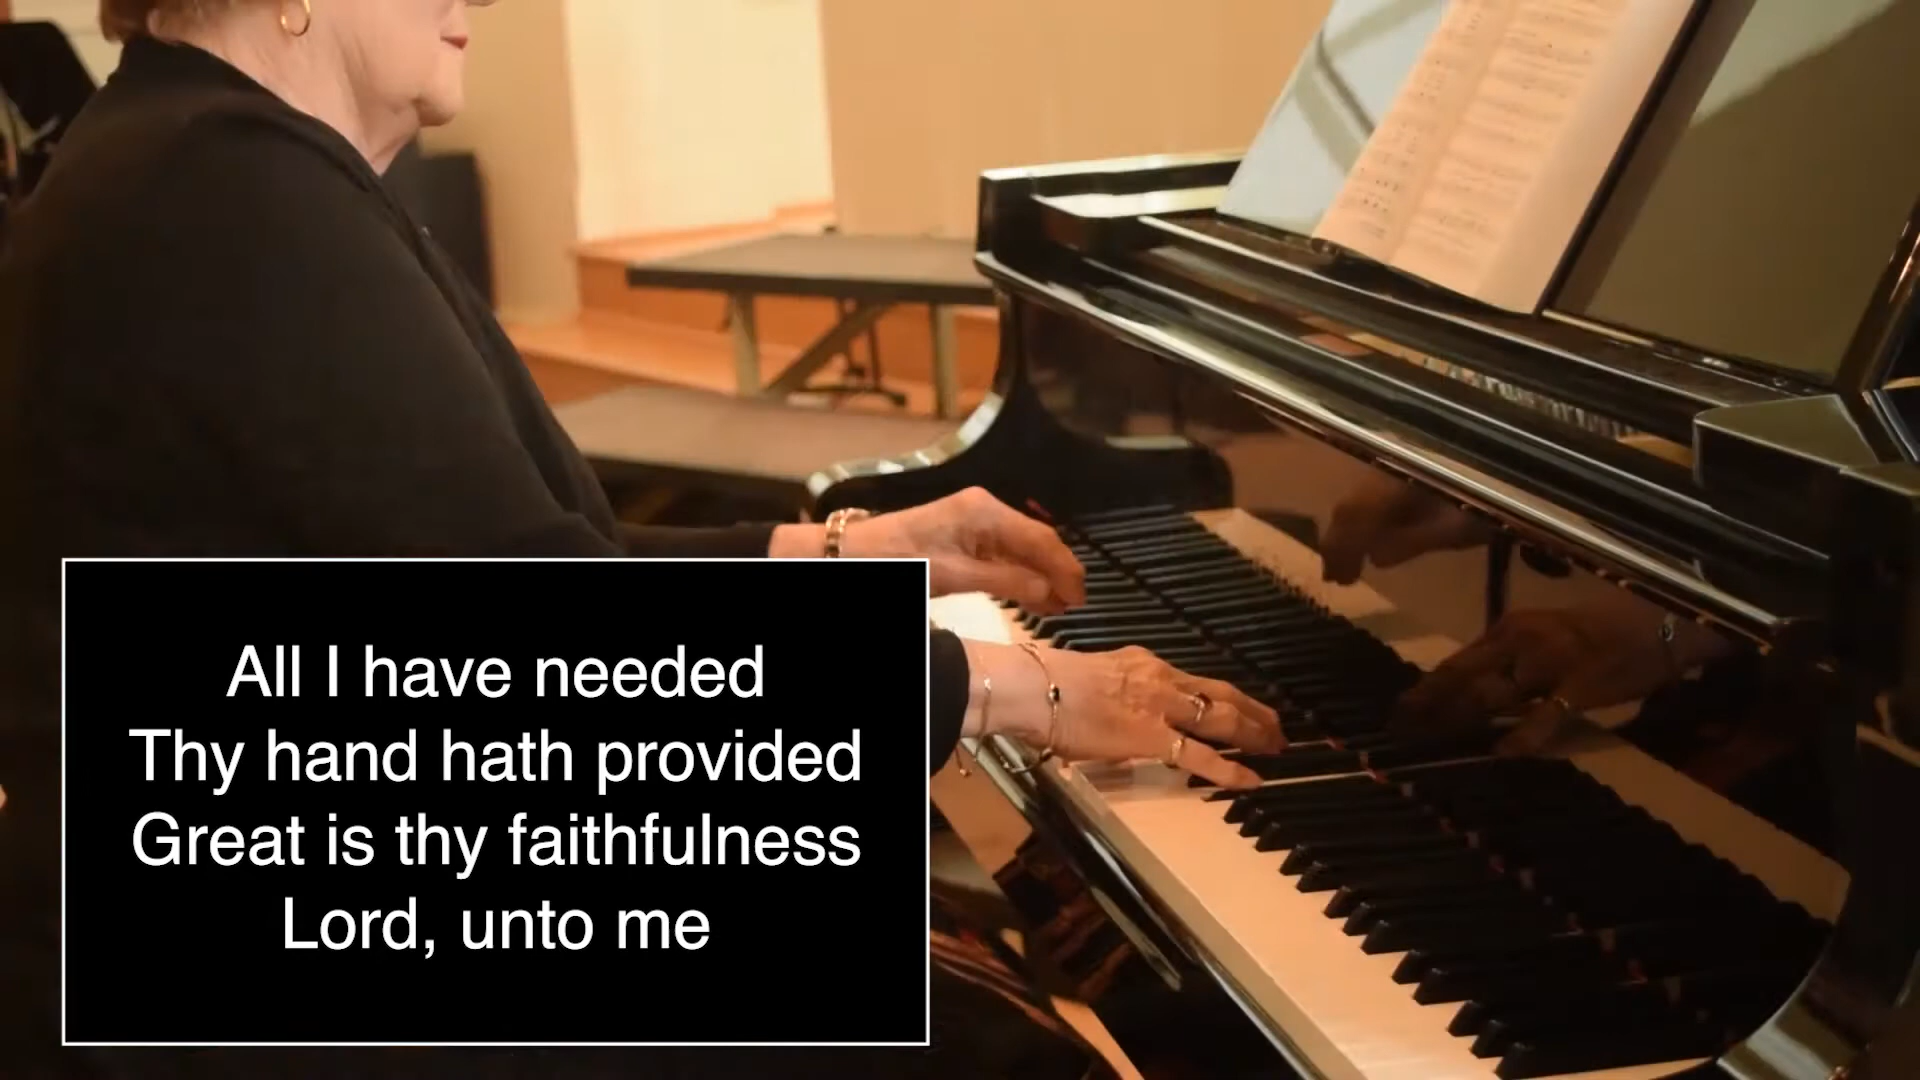 All I have needed
Thy hand hath provided
Great is thy faithfulness
Lord, unto me